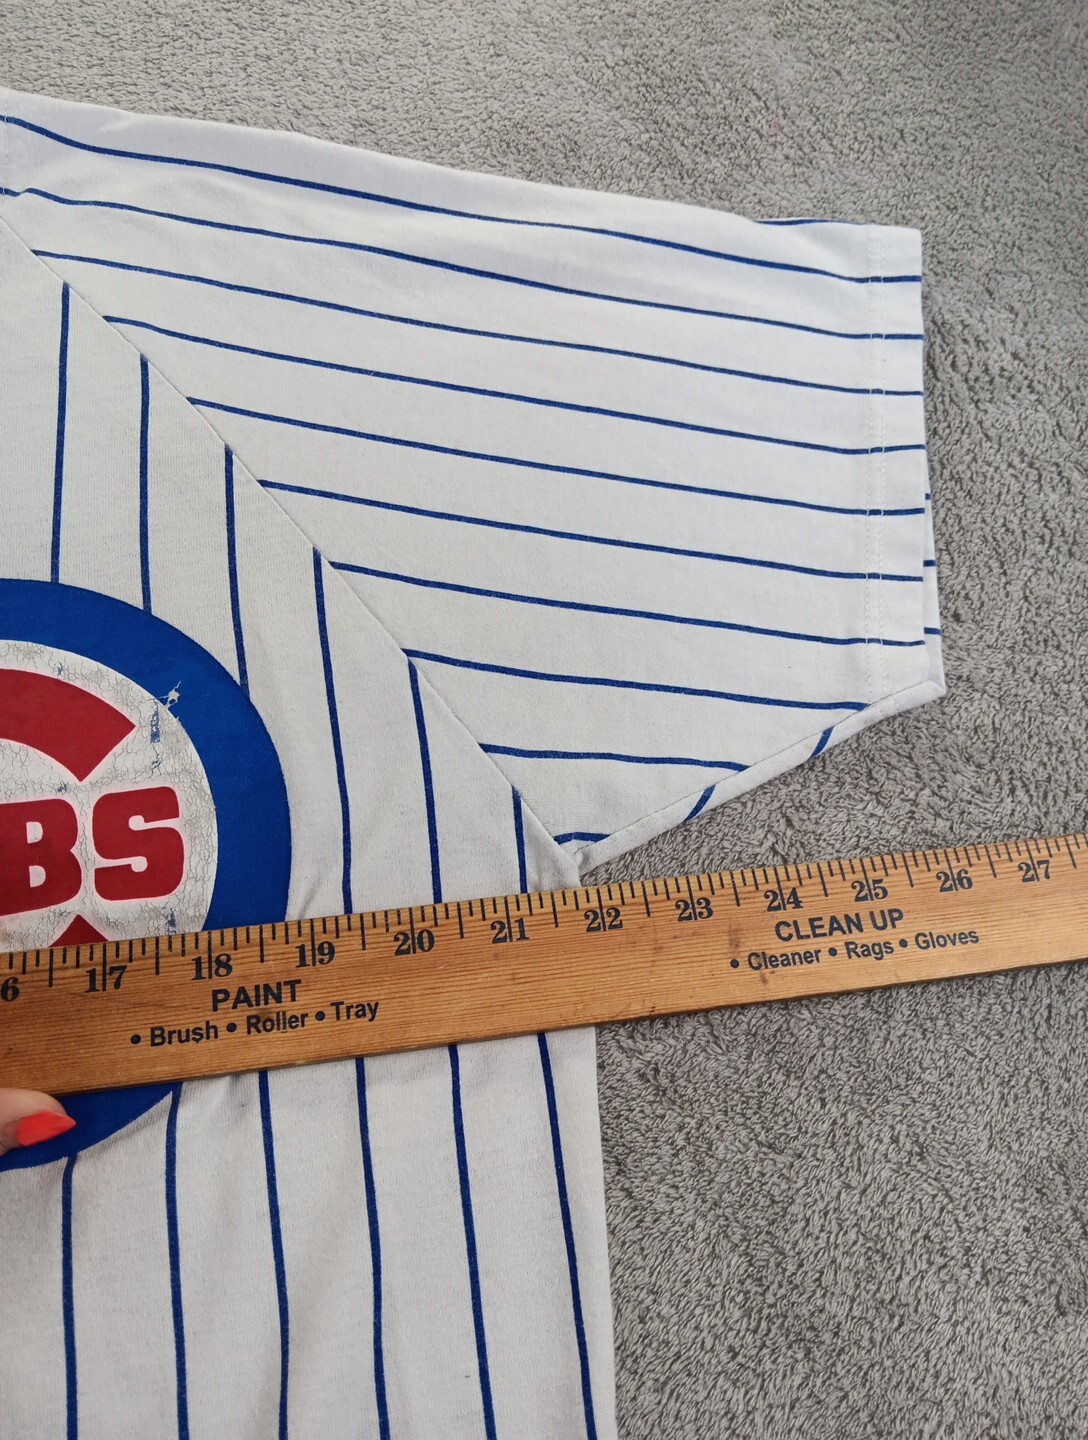 BS
6 17 18 19 20 21 22 23 24 25 26 27
PAINT
• Brush • Roller • Tray
CLEAN UP
• Cleaner • Rags • Gloves